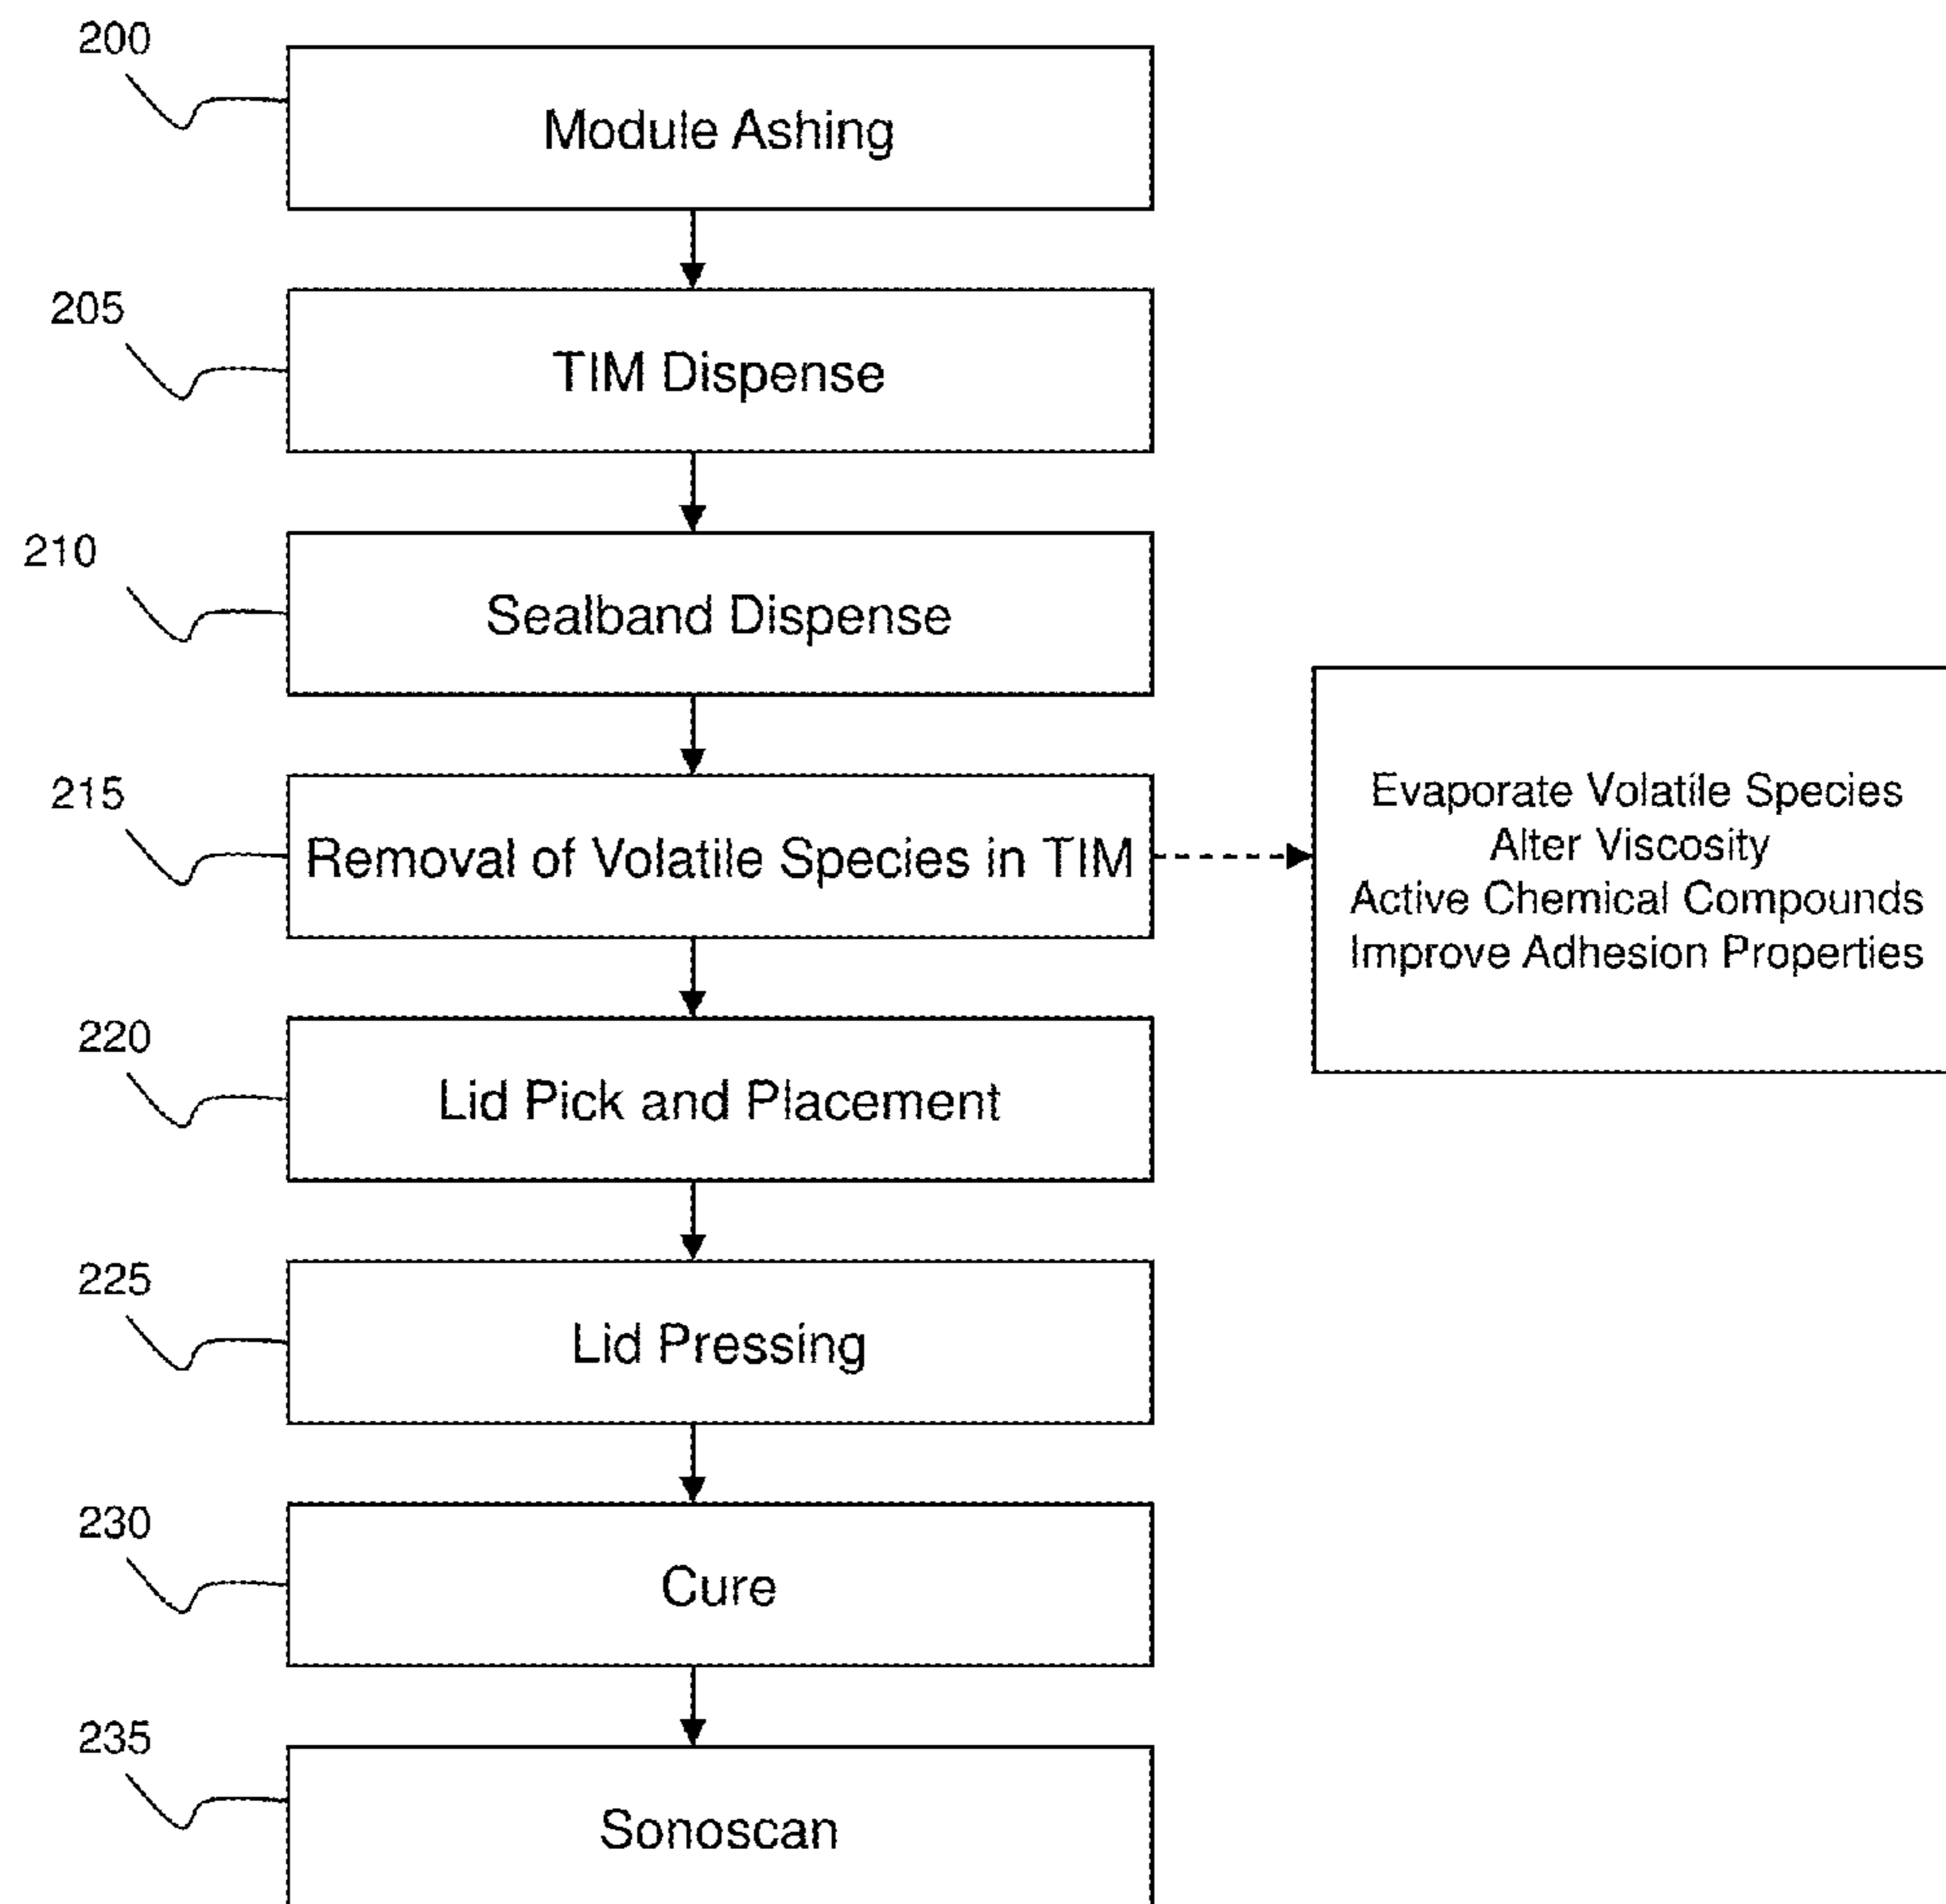 200
Module Ashing
205
TIM Dispense
210
Sealband Dispense
215
Removal of Volatile Species in TIM
Evaporate Volatile Species
Alter Viscosity
Active Chemical Compounds
Improve Adhesion Properties
220
Lid Pick and Placement
225
Lid Pressing
230
Cure
235
Sonoscan